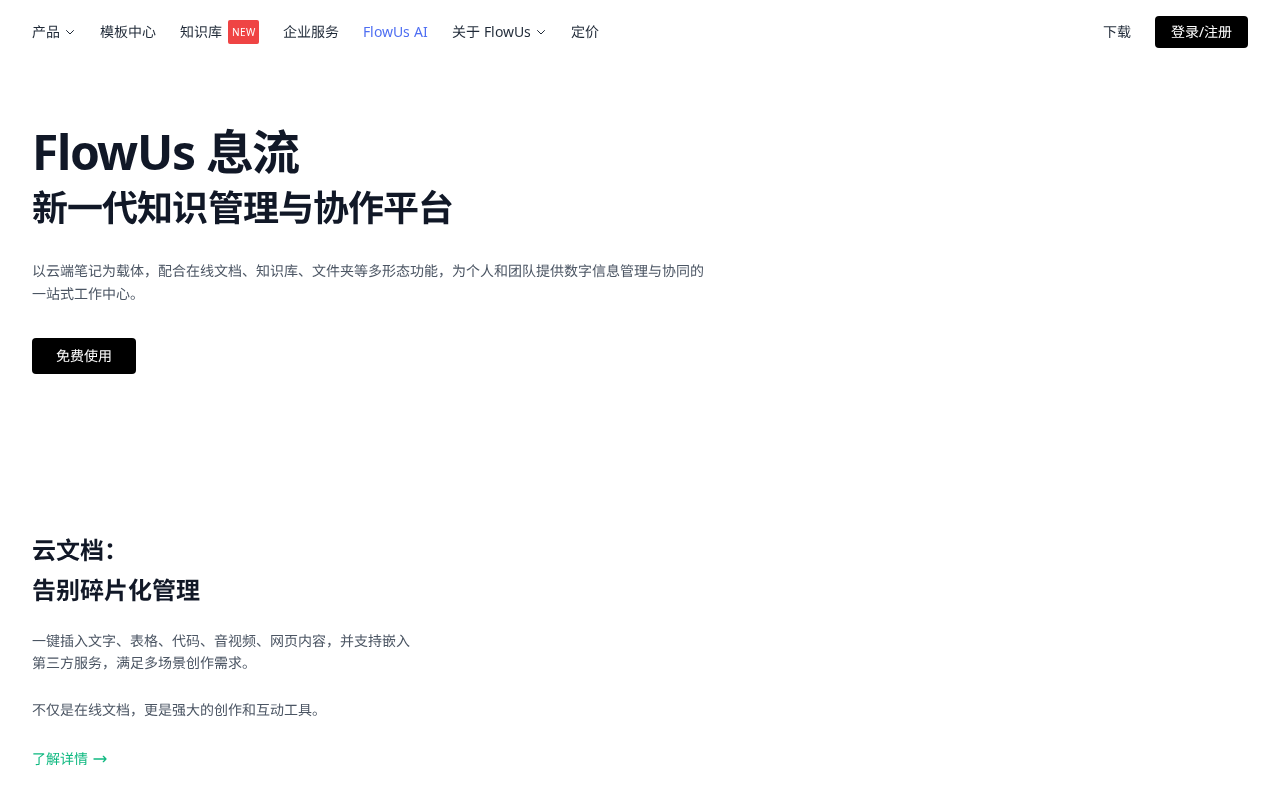 产品 模板中心 知识库 NEW 企业服务 FlowUs AI 关于 FlowUs 定价 下载 登录/注册
FlowUs 息流
新一代知识管理与协作平台
以云端笔记为载体，配合在线文档、知识库、文件夹等多形态功能，为个人和团队提供数字信息管理与协同的
一站式工作中心。
免费使用
云文档：
告别碎片化管理
一键插入文字、表格、代码、音视频、网页内容，并支持嵌入
第三方服务，满足多场景创作需求。
不仅是在线文档，更是强大的创作和互动工具。
了解详情 →